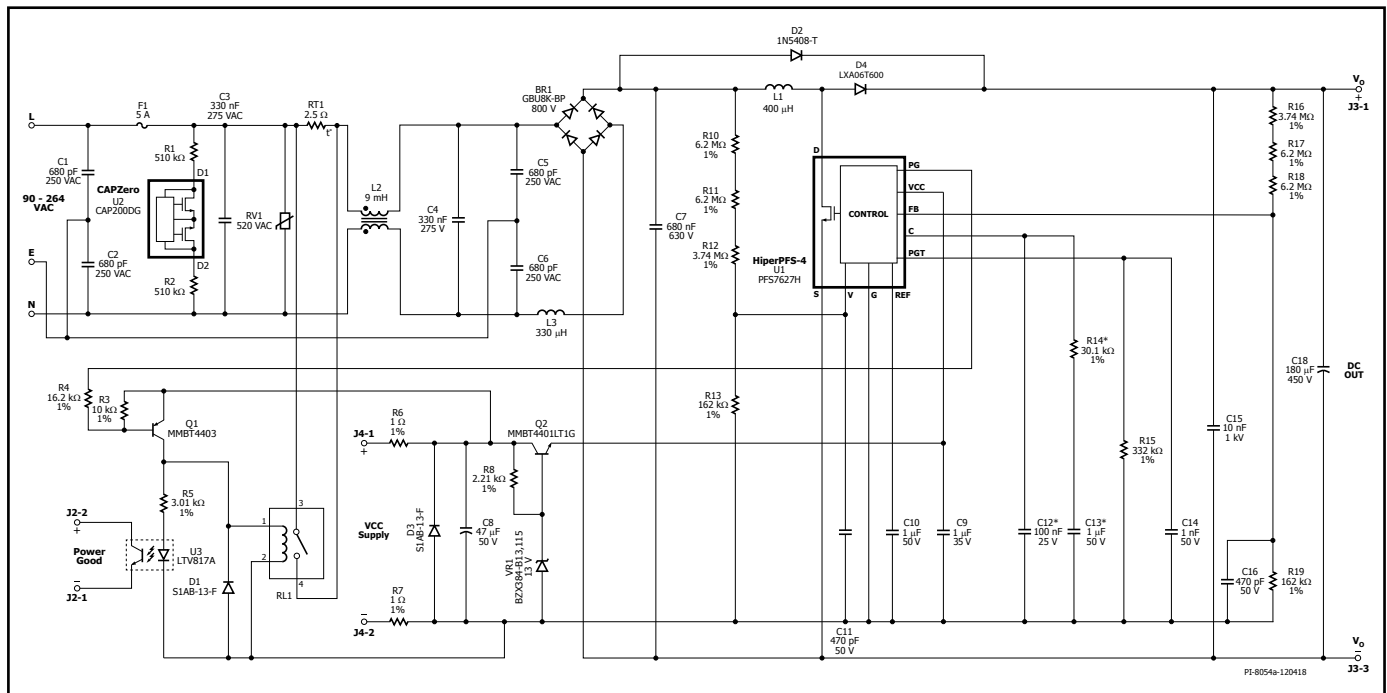 D2
1N5408-T
D4
LXA06T600
BR1
GBU8K-BP
800 V
L1
400 μH
V<sub>O</sub>
+
J3-1
L
F1
5 A
C3
330 nF
275 VAC
RT1
2.5 Ω
t°
R16
3.74 MΩ
1%
R17
6.2 MΩ
1%
R18
6.2 MΩ
1%
R10
6.2 MΩ
1%
R11
6.2 MΩ
1%
R12
3.74 MΩ
1%
R1
510 kΩ
C1
680 pF
250 VAC
90 - 264
VAC
CAPZero
U2
CAP200DG
D1
D2
RV1
520 VAC
L2
9 mH
C4
330 nF
275 V
C5
680 pF
250 VAC
C7
680 nF
630 V
D
PG
VCC
FB
C
PGT
CONTROL
HiperPFS-4
U1
PFS7627H
S
V
G
REF
E
C2
680 pF
250 VAC
R2
510 kΩ
C6
680 pF
250 VAC
N
L3
330 μH
R14*
30.1 kΩ
1%
C18
180 μF
450 V
DC
OUT
R4
16.2 kΩ
1%
R3
10 kΩ
1%
Q1
MMBT4403
R6
1 Ω
1%
J4-1
+
Q2
MMBT4401LT1G
R13
162 kΩ
1%
C15
10 nF
1 kV
R15
332 kΩ
1%
R8
2.21 kΩ
1%
R5
3.01 kΩ
1%
J2-2
+
Power
Good
U3
LTV817A
J2-1
–
D1
S1AB-13-F
3
1
2
4
RL1
VCC
Supply
D3
S1AB-13-F
C8
47 μF
50 V
VR1
BZX384-B13,115
13 V
C10
1 μF
50 V
C9
1 μF
35 V
C12*
100 nF
25 V
C13*
1 μF
50 V
C14
1 nF
50 V
C16
470 pF
50 V
R19
162 kΩ
1%
R7
1 Ω
1%
–
J4-2
C11
470 pF
50 V
V<sub>O</sub>
–
J3-3
PI-8054a-120418